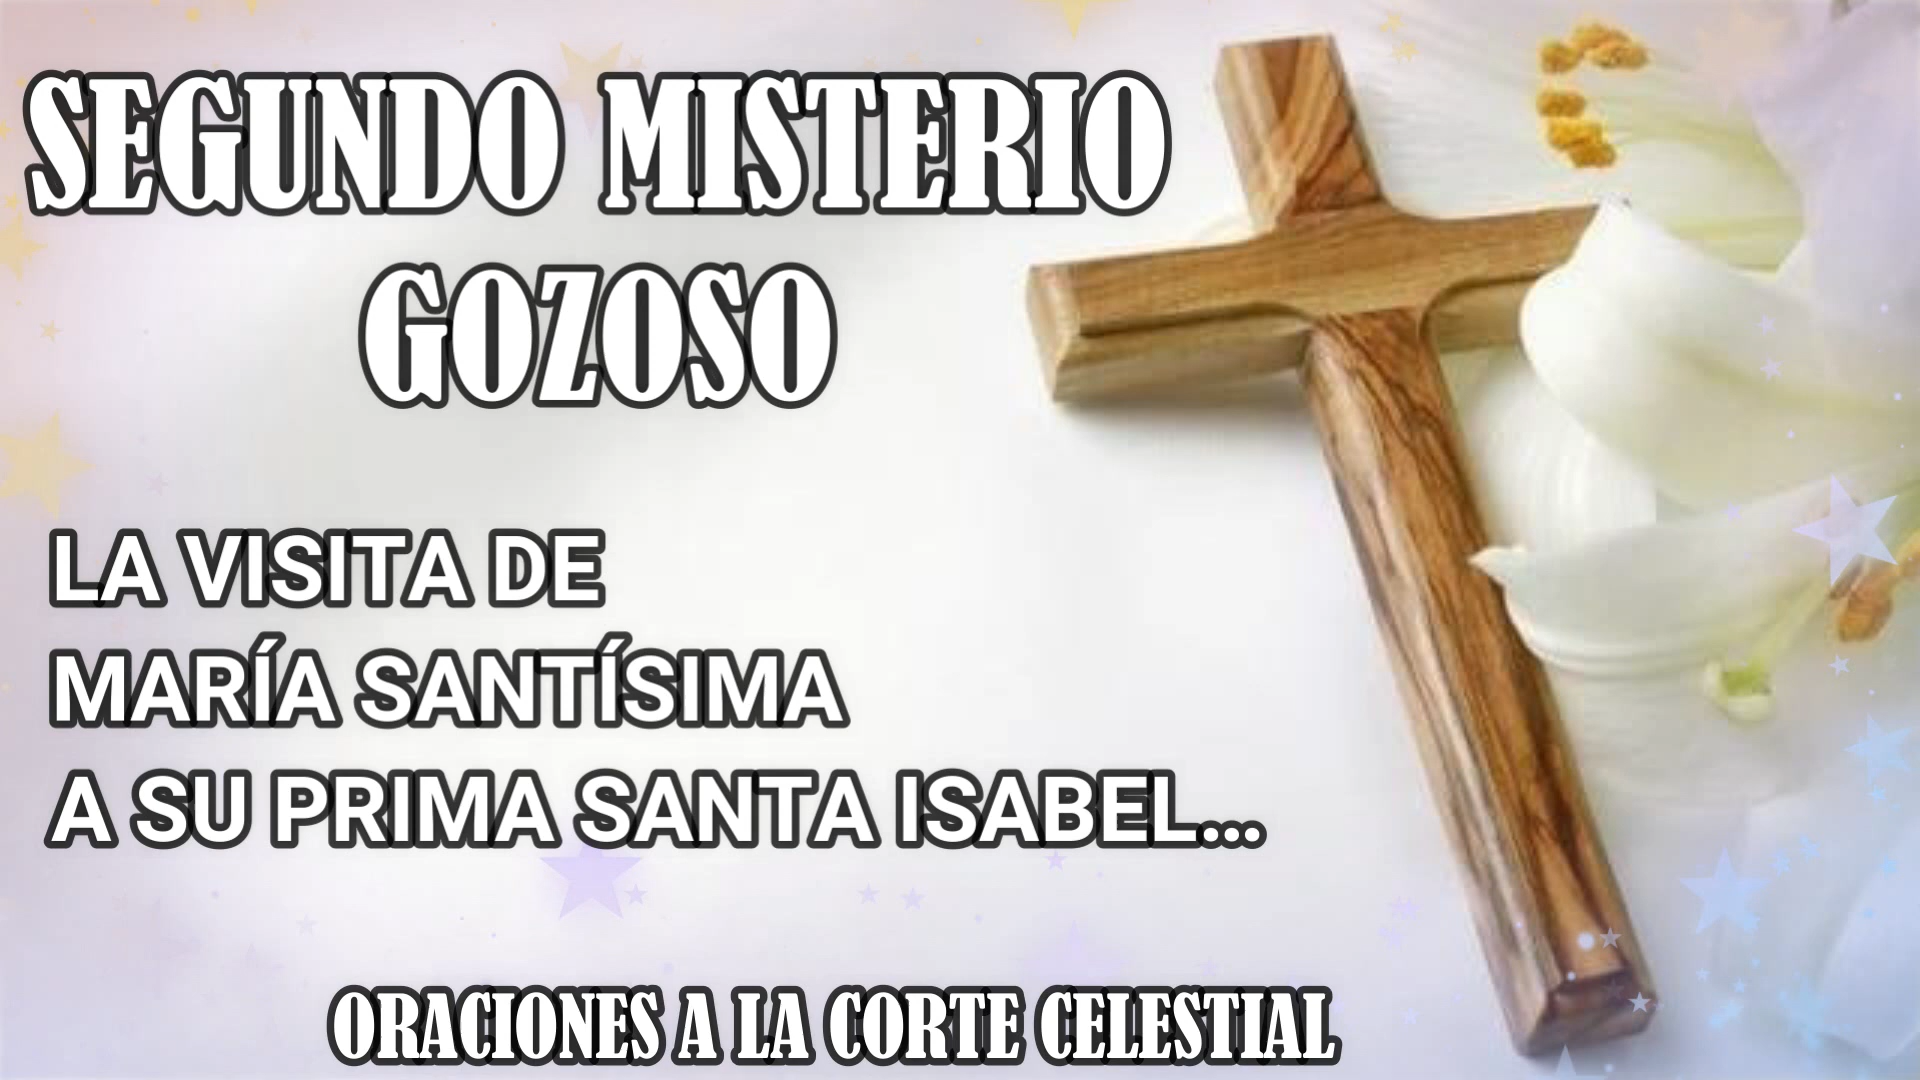 SEGUNDO MISTERIO
GOZOSO
LA VISITA DE
MARÍA SANTÍSIMA
A SU PRIMA SANTA ISABEL...
ORACIONES A LA CORTE CELESTIAL